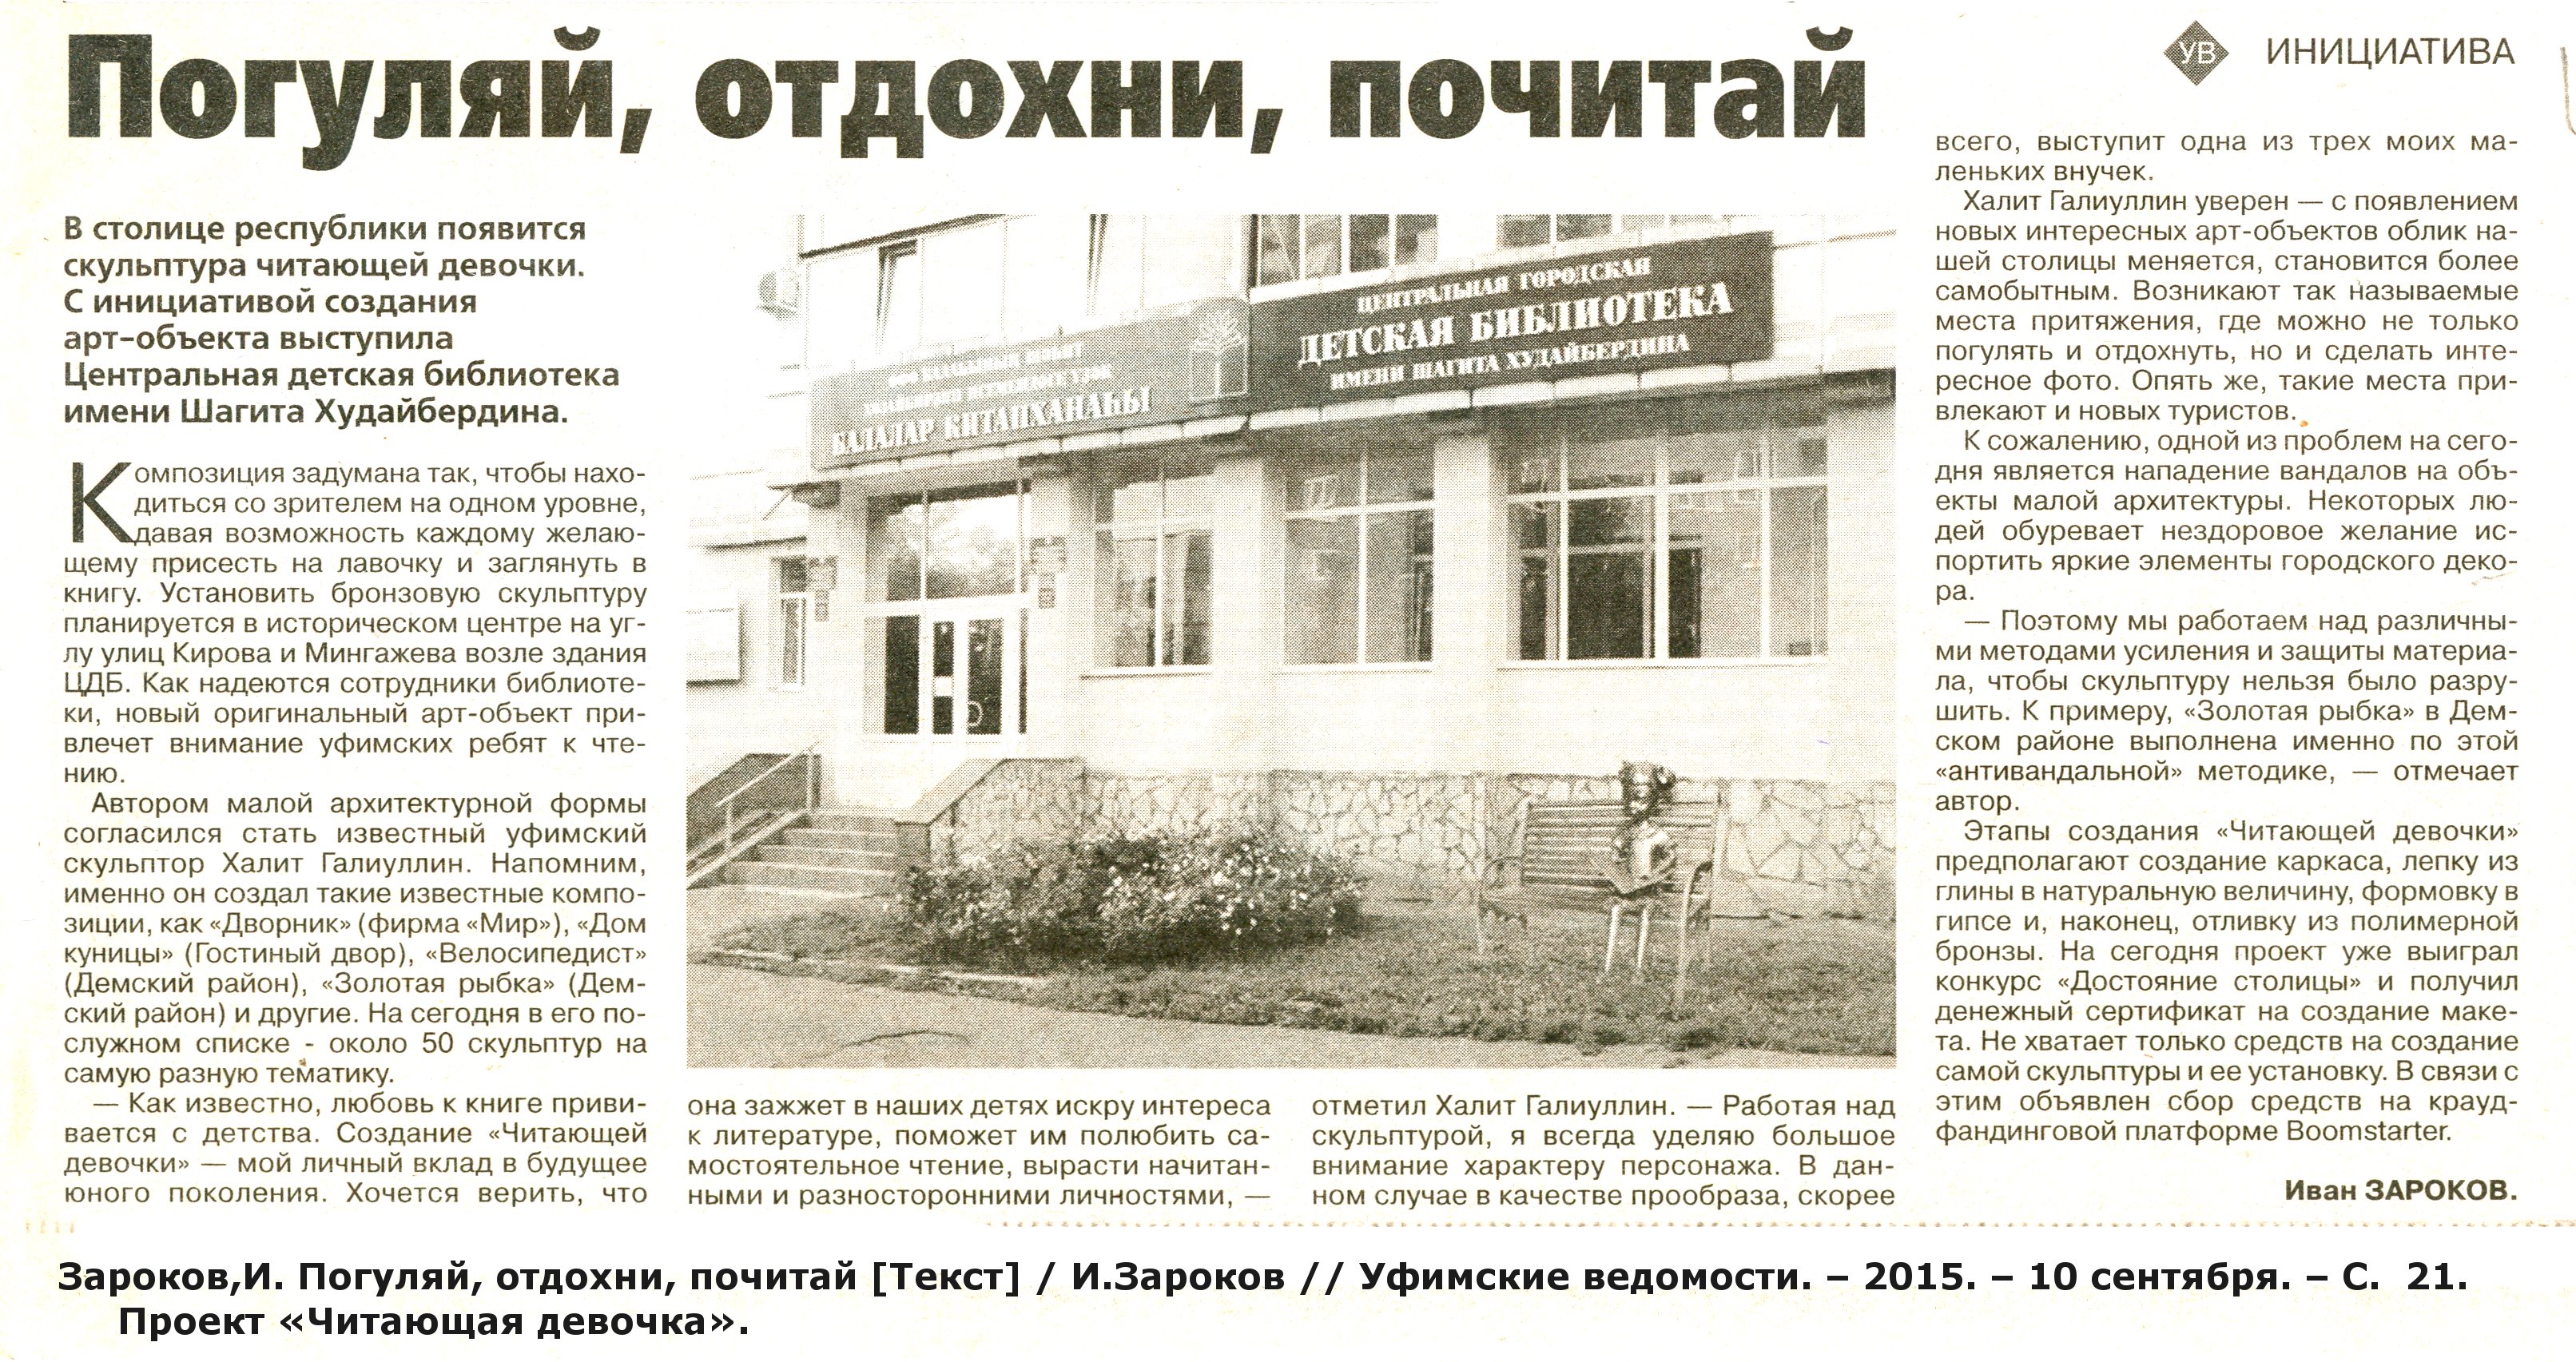 Погуляй, отдохни, почитай
УВ ИНИЦИАТИВА
В столице республики появится
скульптура читающей девочки.
С инициативой создания
арт-объекта выступила
Центральная детская библиотека
имени Шагита Худайбердина.
Композиция задумана так, чтобы нахо-
диться со зрителем на одном уровне,
давая возможность каждому желаю-
щему присесть на лавочку и заглянуть в
книгу. Установить бронзовую скульптуру
планируется в историческом центре на уг-
лу улиц Кирова и Мингажева возле здания
ЦДБ. Как надеются сотрудники библиоте-
ки, новый оригинальный арт-объект при-
влечет внимание уфимских ребят к чте-
нию.
Автором малой архитектурной формы
согласился стать известный уфимский
скульптор Халит Галиуллин. Напомним,
именно он создал такие известные компо-
зиции, как «Дворник» (фирма «Мир»), «Дом
куницы» (Гостиный двор), «Велосипедист»
(Демский район), «Золотая рыбка» (Дем-
ский район) и другие. На сегодня в его по-
служном списке - около 50 скульптур на
самую разную тематику.
— Как известно, любовь к книге приви-
вается с детства. Создание «Читающей
девочки» — мой личный вклад в будущее
юного поколения. Хочется верить, что
БАЛАЛАР КИТАПХАНАҺЫ
ЦЕНТРАЛЬНАЯ ГОРОДСКАЯ
ДЕТСКАЯ БИБЛИОТЕКА
ИМЕНИ ШАГИТА ХУДАЙБЕРДИНА
она зажжет в наших детях искру интереса
к литературе, поможет им полюбить са-
мостоятельное чтение, вырасти начитан-
ными и разносторонними личностями, —
отметил Халит Галиуллин. — Работая над
скульптурой, я всегда уделяю большое
внимание характеру персонажа. В дан-
ном случае в качестве прообраза, скорее
всего, выступит одна из трех моих ма-
леньких внучек.
Халит Галиуллин уверен — с появлением
новых интересных арт-объектов облик на-
шей столицы меняется, становится более
самобытным. Возникают так называемые
места притяжения, где можно не только
погулять и отдохнуть, но и сделать инте-
ресное фото. Опять же, такие места при-
влекают и новых туристов.
К сожалению, одной из проблем на сего-
дня является нападение вандалов на объ-
екты малой архитектуры. Некоторых лю-
дей обуревает нездоровое желание ис-
портить яркие элементы городского деко-
ра.
— Поэтому мы работаем над различны-
ми методами усиления и защиты материа-
ла, чтобы скульптуру нельзя было разру-
шить. К примеру, «Золотая рыбка» в Дем-
ском районе выполнена именно по этой
«антивандальной» методике, — отмечает
автор.
Этапы создания «Читающей девочки»
предполагают создание каркаса, лепку из
глины в натуральную величину, формовку в
гипсе и, наконец, отливку из полимерной
бронзы. На сегодня проект уже выиграл
конкурс «Достояние столицы» и получил
денежный сертификат на создание маке-
та. Не хватает только средств на создание
самой скульптуры и ее установку. В связи с
этим объявлен сбор средств на крауд-
фандинговой платформе Boomstarter.
Иван ЗАРОКОВ.
Зароков,И. Погуляй, отдохни, почитай [Текст] / И.Зароков // Уфимские ведомости. – 2015. – 10 сентября. – С. 21.
Проект «Читающая девочка».